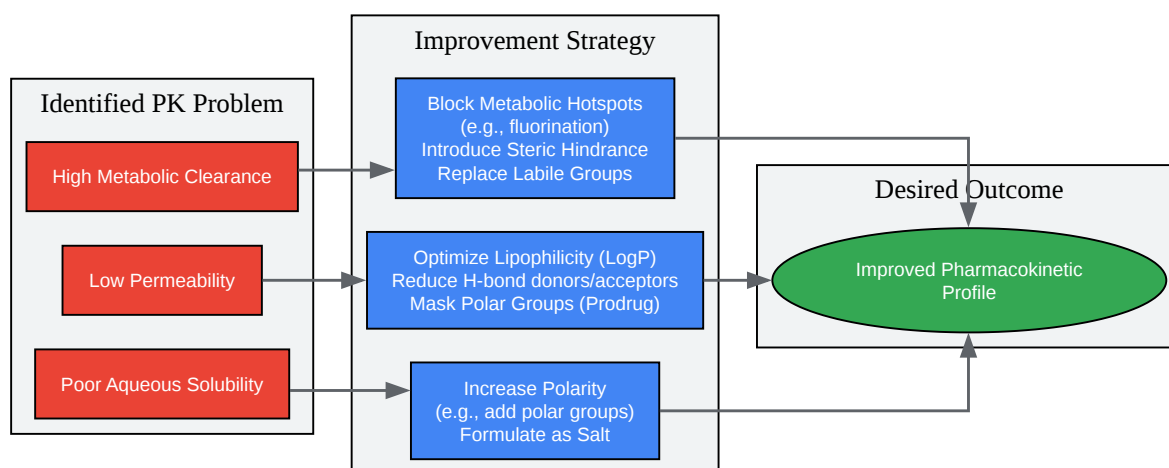 Identified PK Problem
High Metabolic Clearance
Low Permeability
Poor Aqueous Solubility
Improvement Strategy
Block Metabolic Hotspots
(e.g., fluorination)
Introduce Steric Hindrance
Replace Labile Groups
Optimize Lipophilicity (LogP)
Reduce H-bond donors/acceptors
Mask Polar Groups (Prodrug)
Increase Polarity
(e.g., add polar groups)
Formulate as Salt
Desired Outcome
Improved Pharmacokinetic
Profile